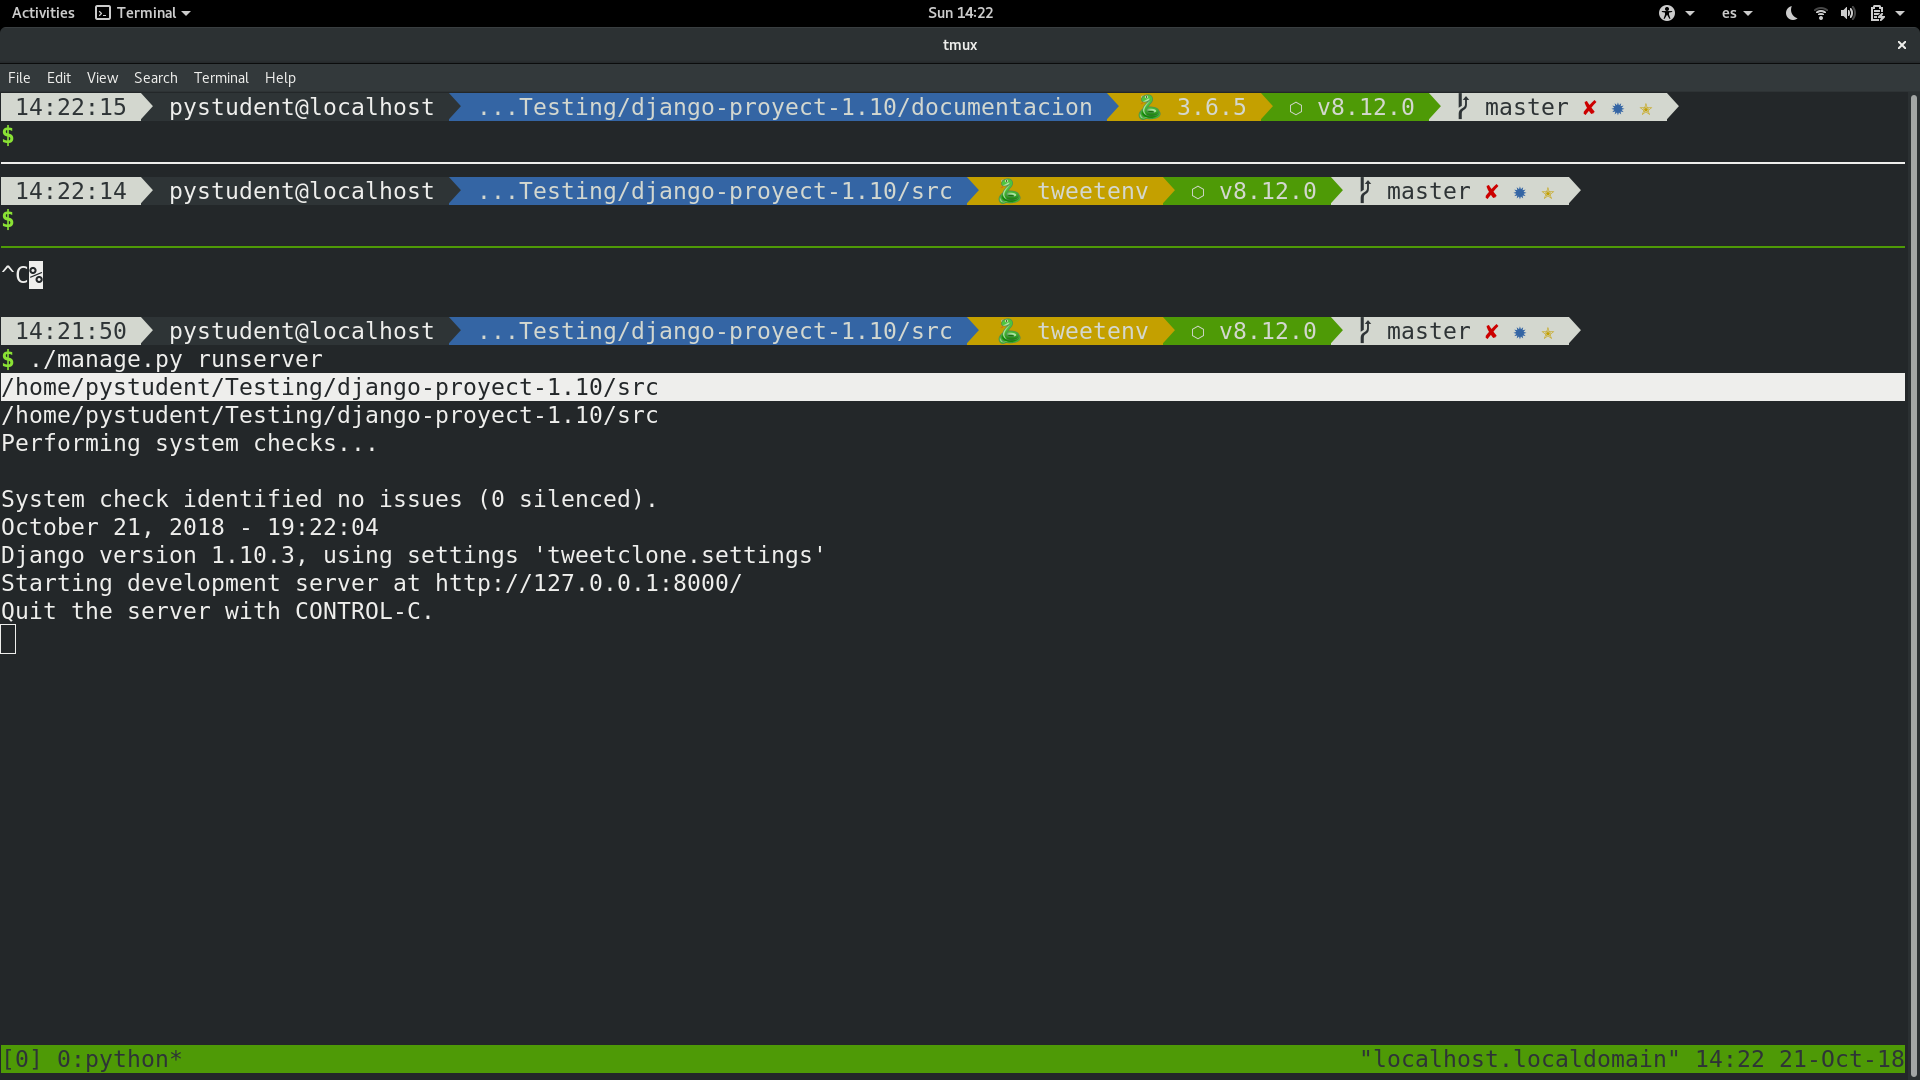 Activities Terminal Sun 14:22 es
tmux
File Edit View Search Terminal Help
14:22:15 pystudent@localhost ...Testing/django-proyect-1.10/documentacion 3.6.5 v8.12.0 master ✘ ✹ ✭
$
14:22:14 pystudent@localhost ...Testing/django-proyect-1.10/src tweetenv v8.12.0 master ✘ ✹ ✭
$
^C%
14:21:50 pystudent@localhost ...Testing/django-proyect-1.10/src tweetenv v8.12.0 master ✘ ✹ ✭
$ ./manage.py runserver
/home/pystudent/Testing/django-proyect-1.10/src
/home/pystudent/Testing/django-proyect-1.10/src
Performing system checks...
System check identified no issues (0 silenced).
October 21, 2018 - 19:22:04
Django version 1.10.3, using settings 'tweetclone.settings'
Starting development server at http://127.0.0.1:8000/
Quit the server with CONTROL-C.
[0] 0:python* "localhost.localdomain" 14:22 21-Oct-18